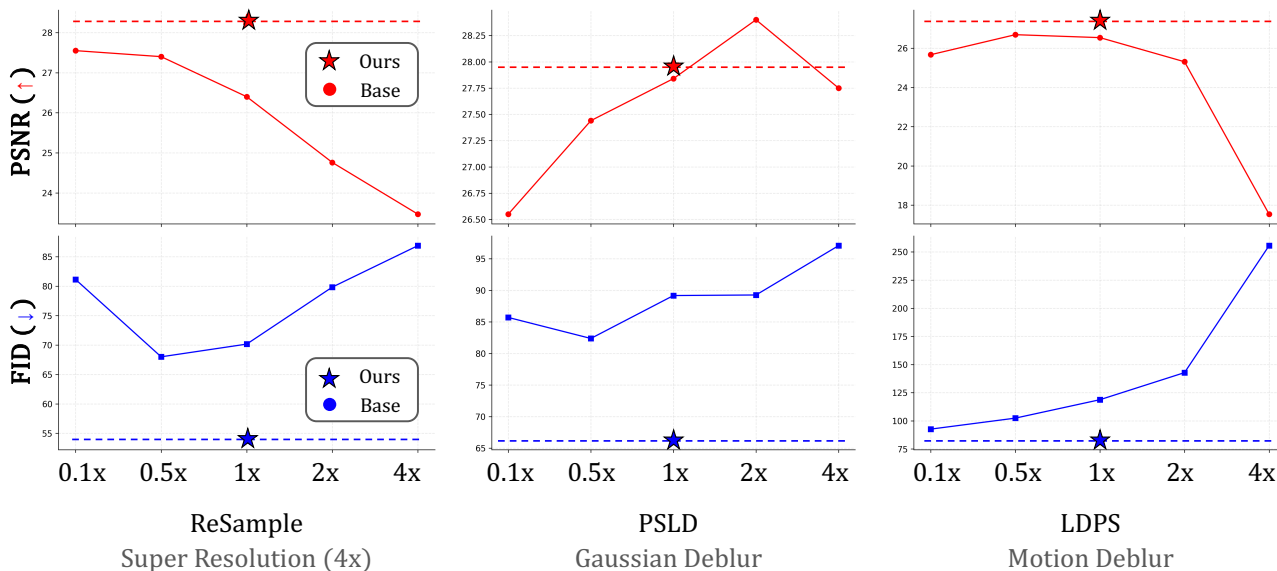 PSNR (↑)
28
27
26
25
24
Ours
Base
28.25
28.00
27.75
27.50
27.25
27.00
26.75
26.50
26
24
22
20
18
FID (↓)
85
80
75
70
65
60
55
Ours
Base
95
90
85
80
75
70
65
250
225
200
175
150
125
100
75
0.1x 0.5x 1x 2x 4x
0.1x 0.5x 1x 2x 4x
0.1x 0.5x 1x 2x 4x
ReSample
Super Resolution (4x)
PSLD
Gaussian Deblur
LDPS
Motion Deblur